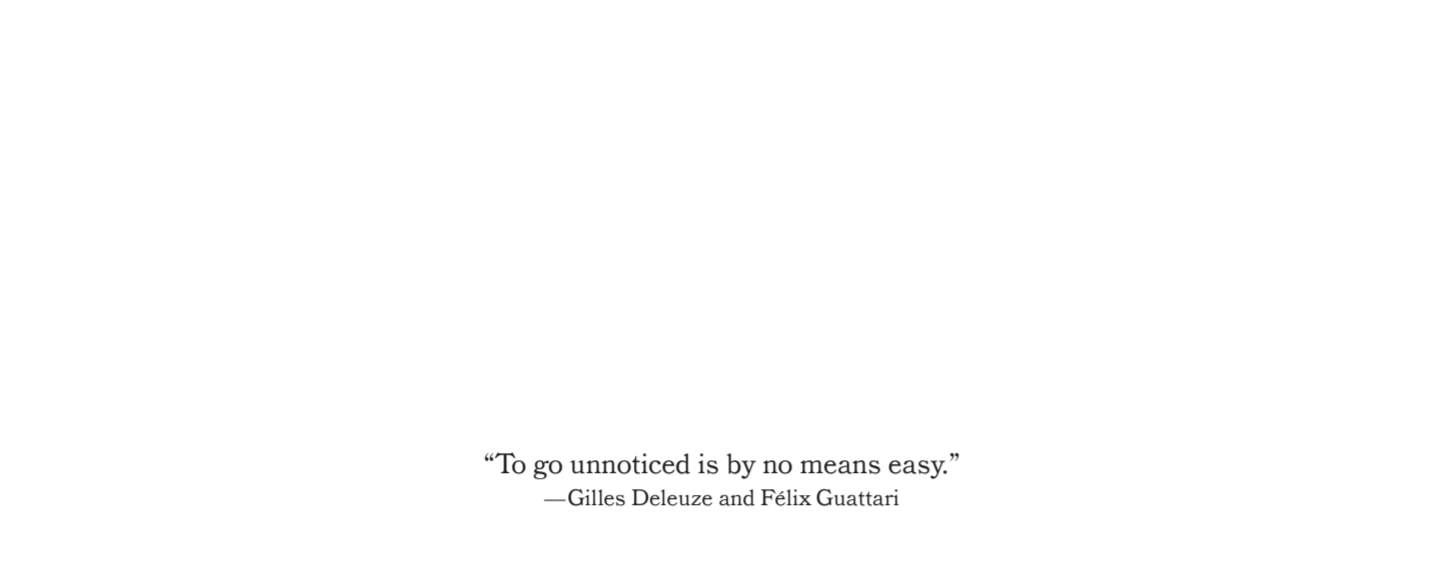 “To go unnoticed is by no means easy.”
—Gilles Deleuze and Félix Guattari